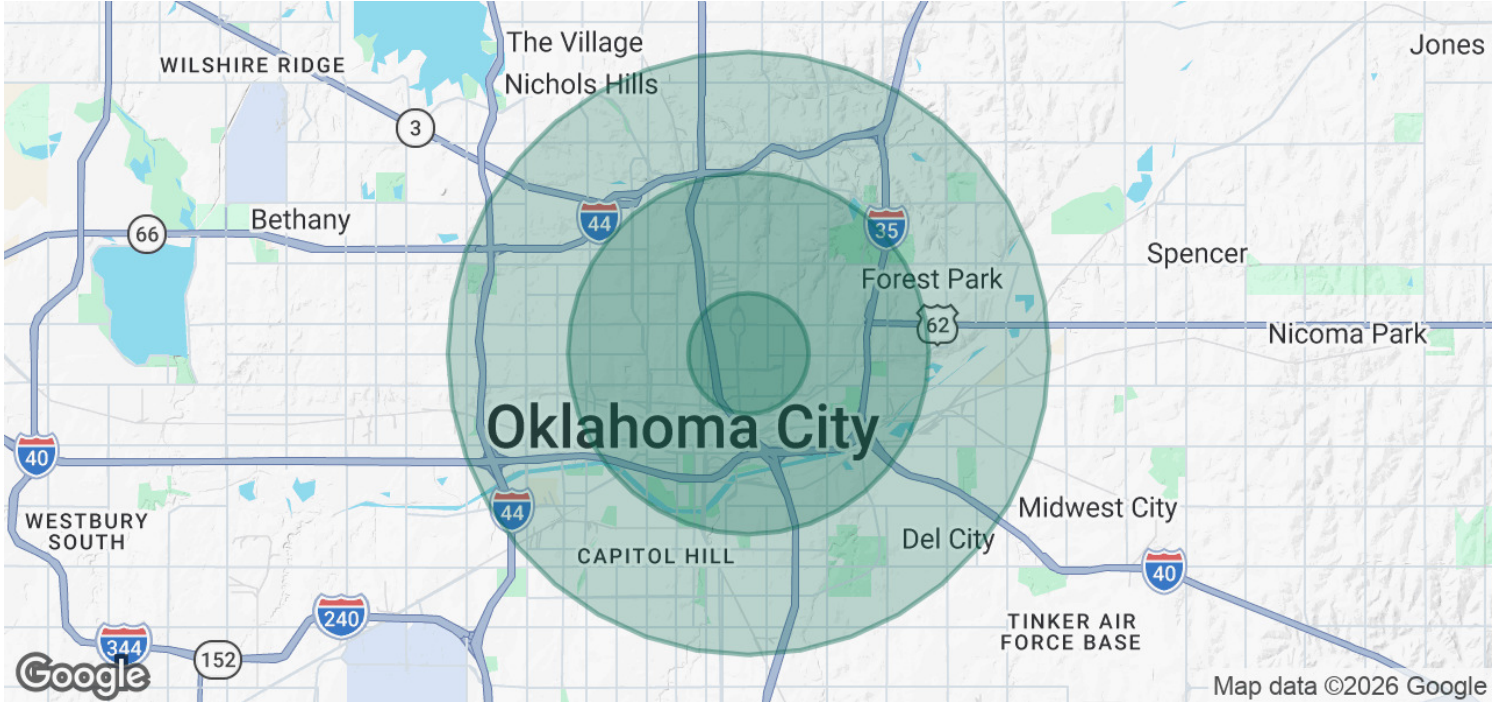 The Village
Jones
WILSHIRE RIDGE
Nichols Hills
3
Bethany
66
44
35
Spencer
Forest Park
62
Nicoma Park
Oklahoma City
40
44
WESTBURY
SOUTH
Midwest City
Del City
CAPITOL HILL
40
240
TINKER AIR
FORCE BASE
344
152
Google
Map data ©2026 Google